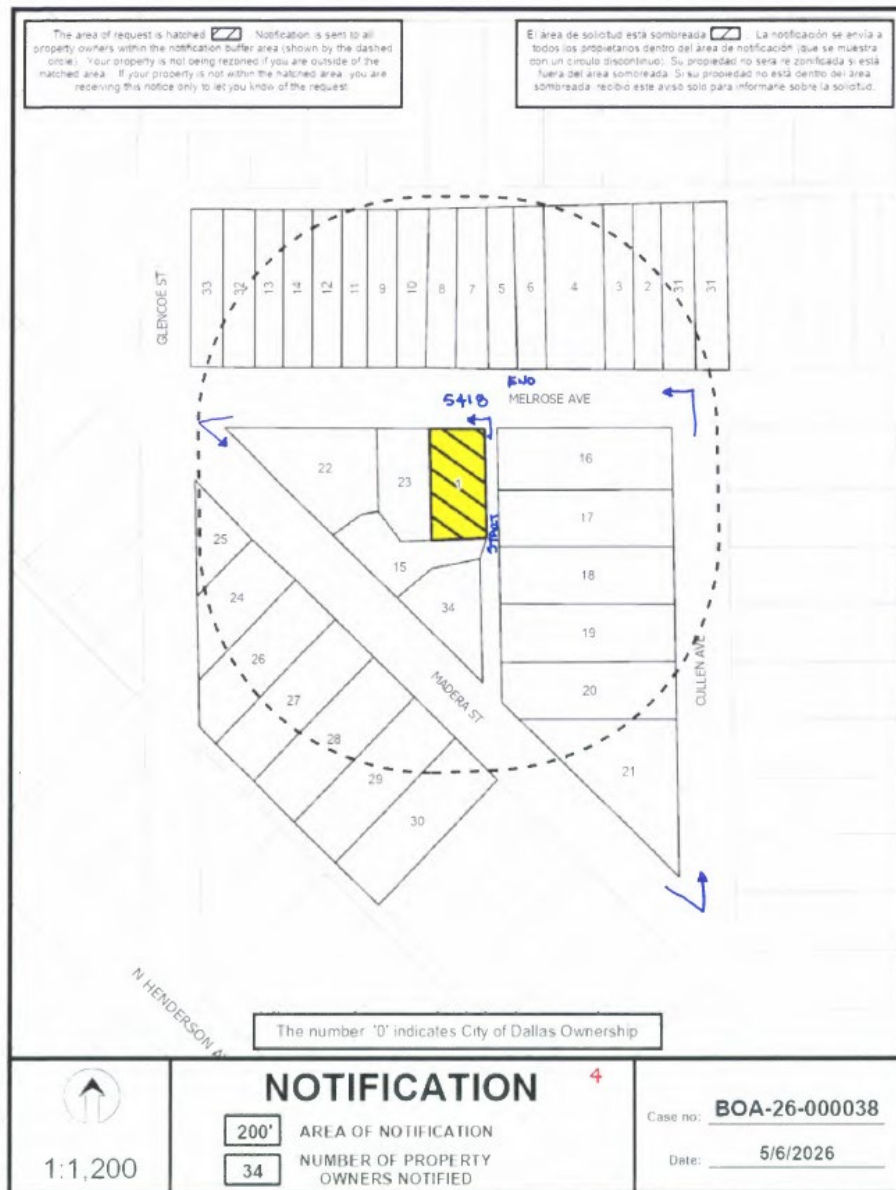 The area of request is hatched . Notification is sent to all
property owners within the notification buffer area (shown by the dashed
circle). Your property is not being rezoned if you are outside of the
hatched area. If your property is not within the hatched area, you are
receiving this notice only to let you know of the request.
El área de solicitud está sombreada . La notificación se envía a
todos los propietarios dentro del área de notificación (que se muestra
con un círculo discontinuo). Su propiedad no será re zonificada si está
fuera del área sombreada. Si su propiedad no está dentro del área
sombreada, recibió este aviso solo para informarle sobre la solicitud.
GLENCOE ST
33
32
13
14
12
11
9
10
8
7
5
6
4
3
2
31
31
END
5418
MELROSE AVE
22
23
1
START
16
17
18
19
20
21
15
34
25
24
26
27
28
29
30
MADERA ST
CULLEN AVE
N HENDERSON A
The number '0' indicates City of Dallas Ownership
1:1,200
NOTIFICATION
4
200' AREA OF NOTIFICATION
34 NUMBER OF PROPERTY
OWNERS NOTIFIED
Case no: BOA-26-000038
Date: 5/6/2026